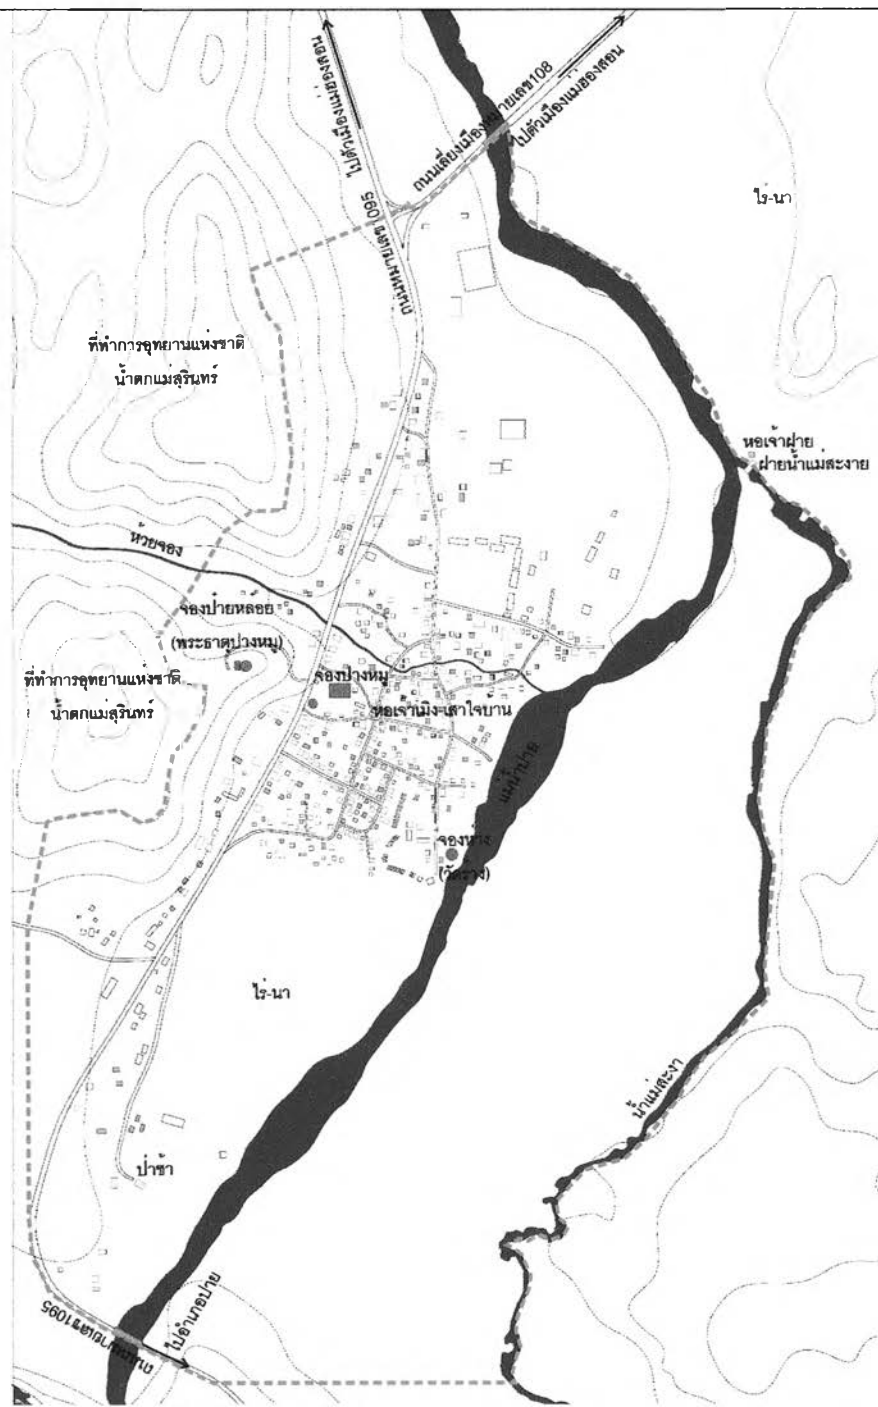 ไปตัวเมืองแม่ฮ่องสอน
ถนนเลี่ยงเมืองหมายเลข108
ไปตัวเมืองแม่ฮ่องสอน
ถนนหมายเลข1095
ไร่-นา
ที่ทำการอุทยานแห่งชาติ
น้ำตกแม่สุรินทร์
หอเจ้าฝาย
ฝายน้ำแม่สะงาย
ห้วยจอง
จองป๋ายหล่อย
(พระธาตุปางหมู)
ที่ทำการอุทยานแห่งชาติ
น้ำตกแม่สุรินทร์
จองปางหมู
หอเจ้าเมิง-เสาใจบ้าน
แม่น้ำปาย
จองห่าง
(วัดร้าง)
ไร่-นา
น้ำแม่สะงา
ป่าช้า
ไปอำเภอปาย
ถนนหมายเลข1095